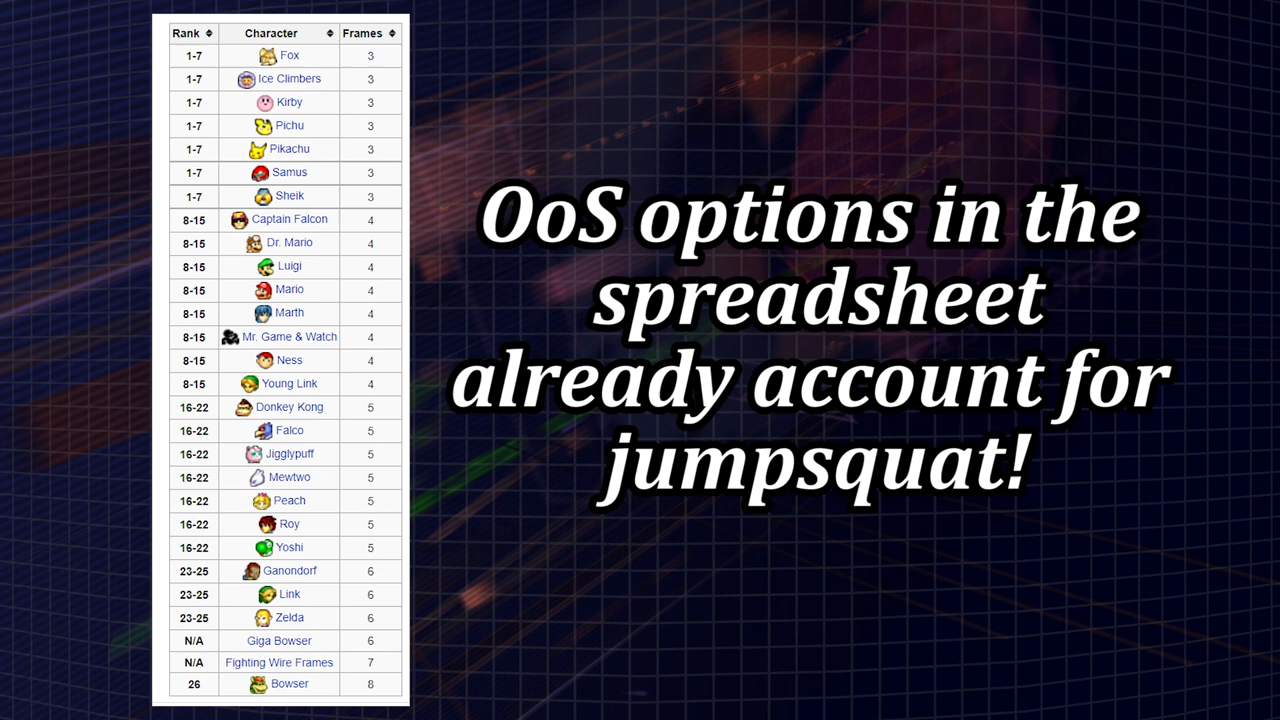 Rank Character Frames
1-7 Fox 3
1-7 Ice Climbers 3
1-7 Kirby 3
1-7 Pichu 3
1-7 Pikachu 3
1-7 Samus 3
1-7 Sheik 3
8-15 Captain Falcon 4
8-15 Dr. Mario 4
8-15 Luigi 4
8-15 Mario 4
8-15 Marth 4
8-15 Mr. Game & Watch 4
8-15 Ness 4
8-15 Young Link 4
16-22 Donkey Kong 5
16-22 Falco 5
16-22 Jigglypuff 5
16-22 Mewtwo 5
16-22 Peach 5
16-22 Roy 5
16-22 Yoshi 5
23-25 Ganondorf 6
23-25 Link 6
23-25 Zelda 6
N/A Giga Bowser 6
N/A Fighting Wire Frames 7
26 Bowser 8
OoS options in the
spreadsheet
already account for
jumpsquat!